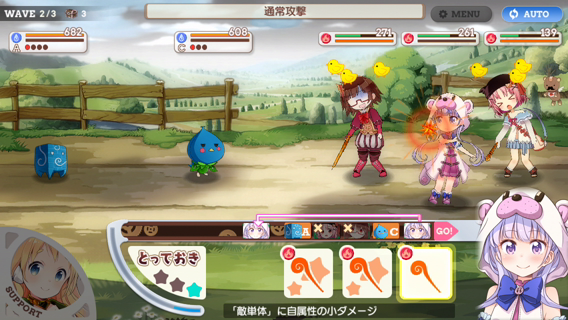 WAVE 2/3 3
通常攻撃
MENU
AUTO
682
A
608
C
271
261
139
A
C
GO!
とっておき
SUPPORT
「敵単体」に自属性の小ダメージ